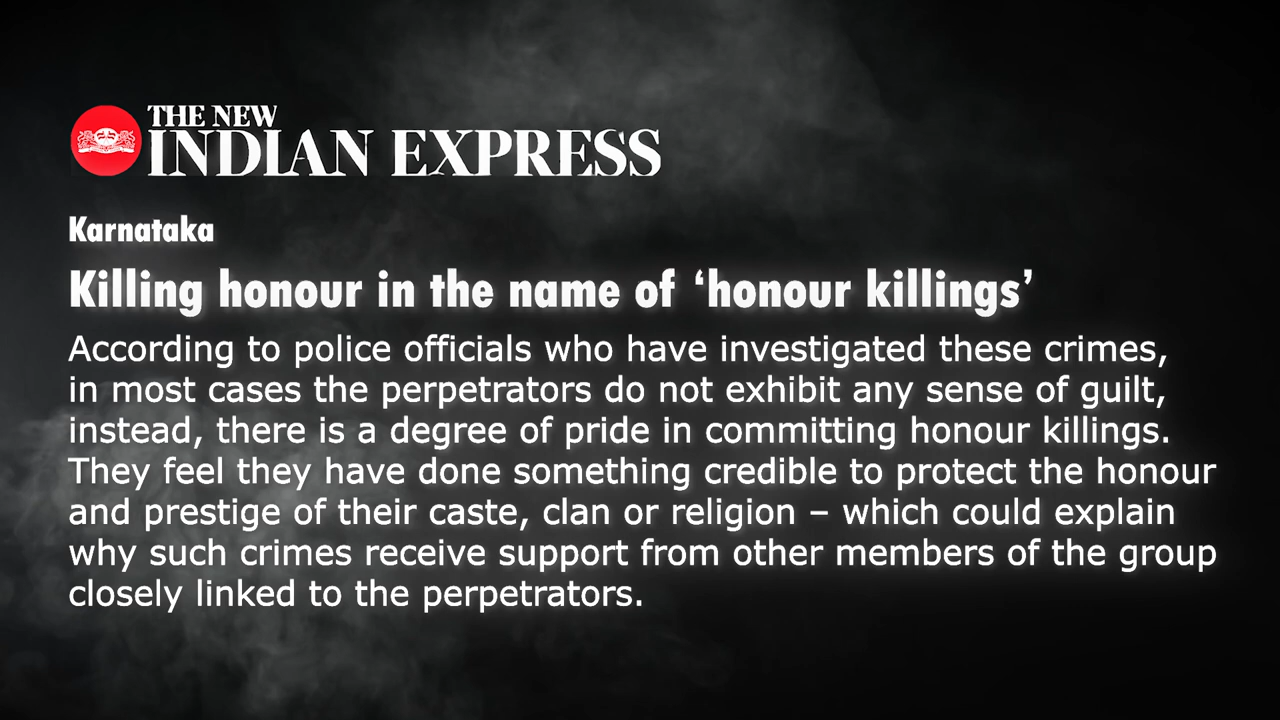 THE NEW
INDIAN EXPRESS
Karnataka
Killing honour in the name of ‘honour killings’
According to police officials who have investigated these crimes,
in most cases the perpetrators do not exhibit any sense of guilt,
instead, there is a degree of pride in committing honour killings.
They feel they have done something credible to protect the honour
and prestige of their caste, clan or religion – which could explain
why such crimes receive support from other members of the group
closely linked to the perpetrators.